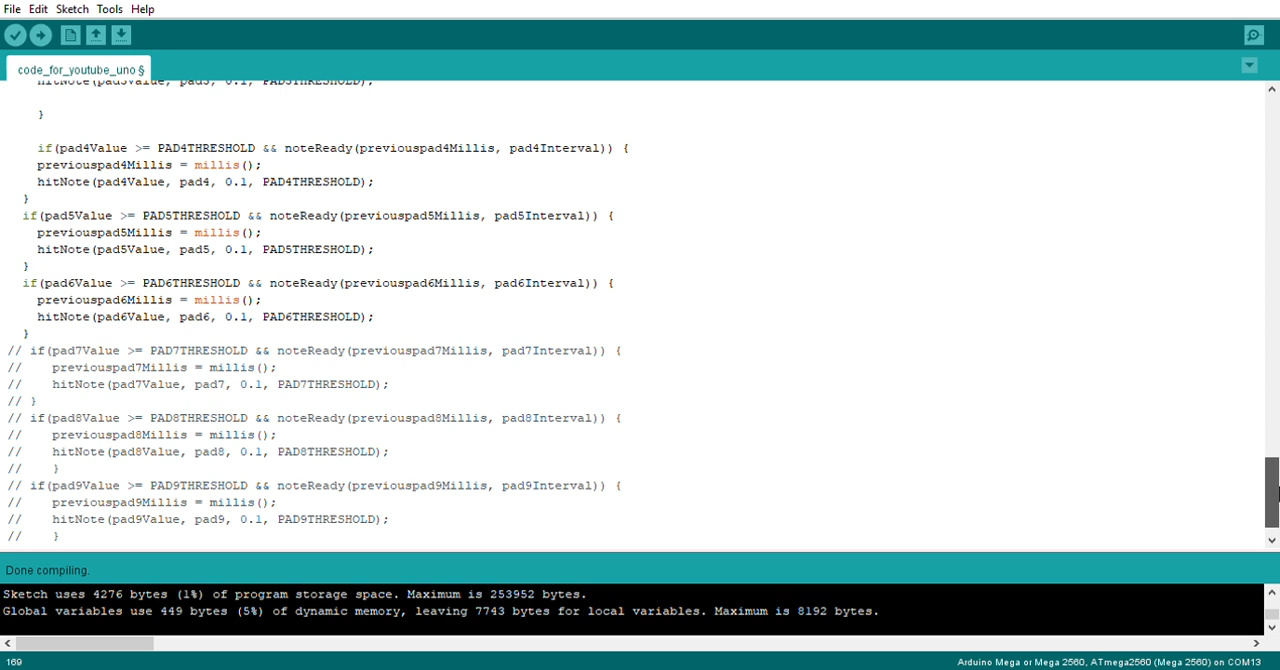 File Edit Sketch Tools Help
code_for_youtube_uno §
hitNote(pad3Value, pad3, 0.1, PAD3THRESHOLD);
}
if(pad4Value >= PAD4THRESHOLD && noteReady(previouspad4Millis, pad4Interval)) {
previouspad4Millis = millis();
hitNote(pad4Value, pad4, 0.1, PAD4THRESHOLD);
}
if(pad5Value >= PAD5THRESHOLD && noteReady(previouspad5Millis, pad5Interval)) {
previouspad5Millis = millis();
hitNote(pad5Value, pad5, 0.1, PAD5THRESHOLD);
}
if(pad6Value >= PAD6THRESHOLD && noteReady(previouspad6Millis, pad6Interval)) {
previouspad6Millis = millis();
hitNote(pad6Value, pad6, 0.1, PAD6THRESHOLD);
}
// if(pad7Value >= PAD7THRESHOLD && noteReady(previouspad7Millis, pad7Interval)) {
//    previouspad7Millis = millis();
//    hitNote(pad7Value, pad7, 0.1, PAD7THRESHOLD);
// }
// if(pad8Value >= PAD8THRESHOLD && noteReady(previouspad8Millis, pad8Interval)) {
//    previouspad8Millis = millis();
//    hitNote(pad8Value, pad8, 0.1, PAD8THRESHOLD);
//    }
// if(pad9Value >= PAD9THRESHOLD && noteReady(previouspad9Millis, pad9Interval)) {
//    previouspad9Millis = millis();
//    hitNote(pad9Value, pad9, 0.1, PAD9THRESHOLD);
//    }
Done compiling.
Sketch uses 4276 bytes (1%) of program storage space. Maximum is 253952 bytes.
Global variables use 449 bytes (5%) of dynamic memory, leaving 7743 bytes for local variables. Maximum is 8192 bytes.
169 Arduino Mega or Mega 2560, ATmega2560 (Mega 2560) on COM13